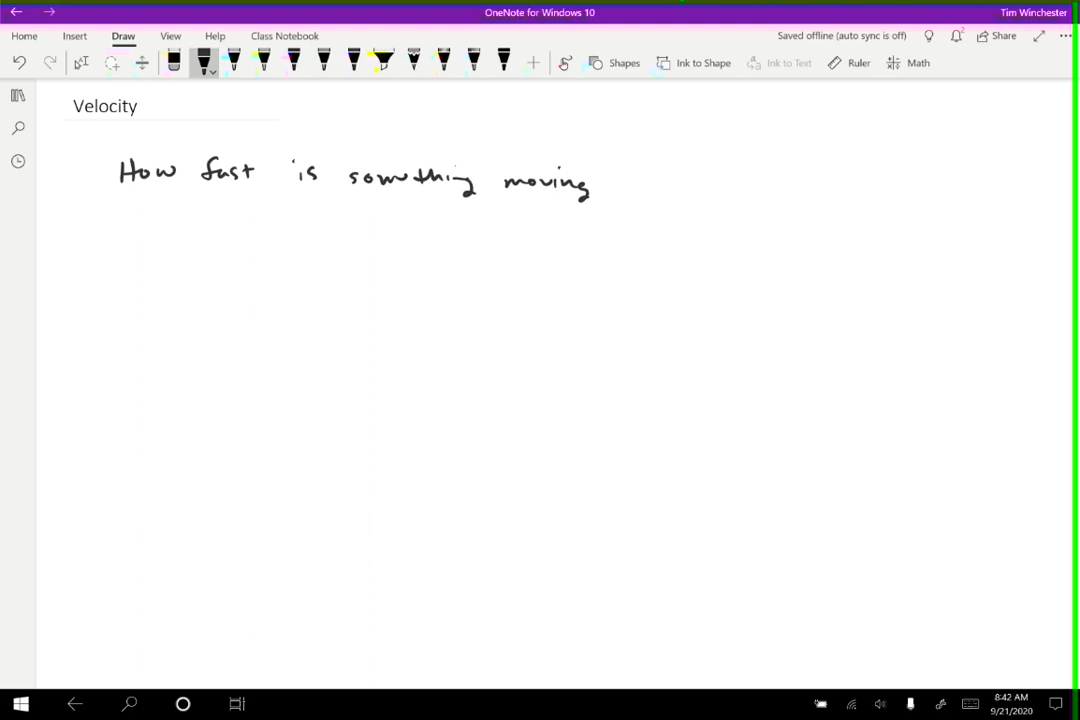 OneNote for Windows 10
Tim Winchester
Home Insert Draw View Help Class Notebook
Saved offline (auto sync is off)
Share
Shapes
Ink to Shape
Ink to Text
Ruler
Math
Velocity
How fast is something moving
8:42 AM
9/21/2020